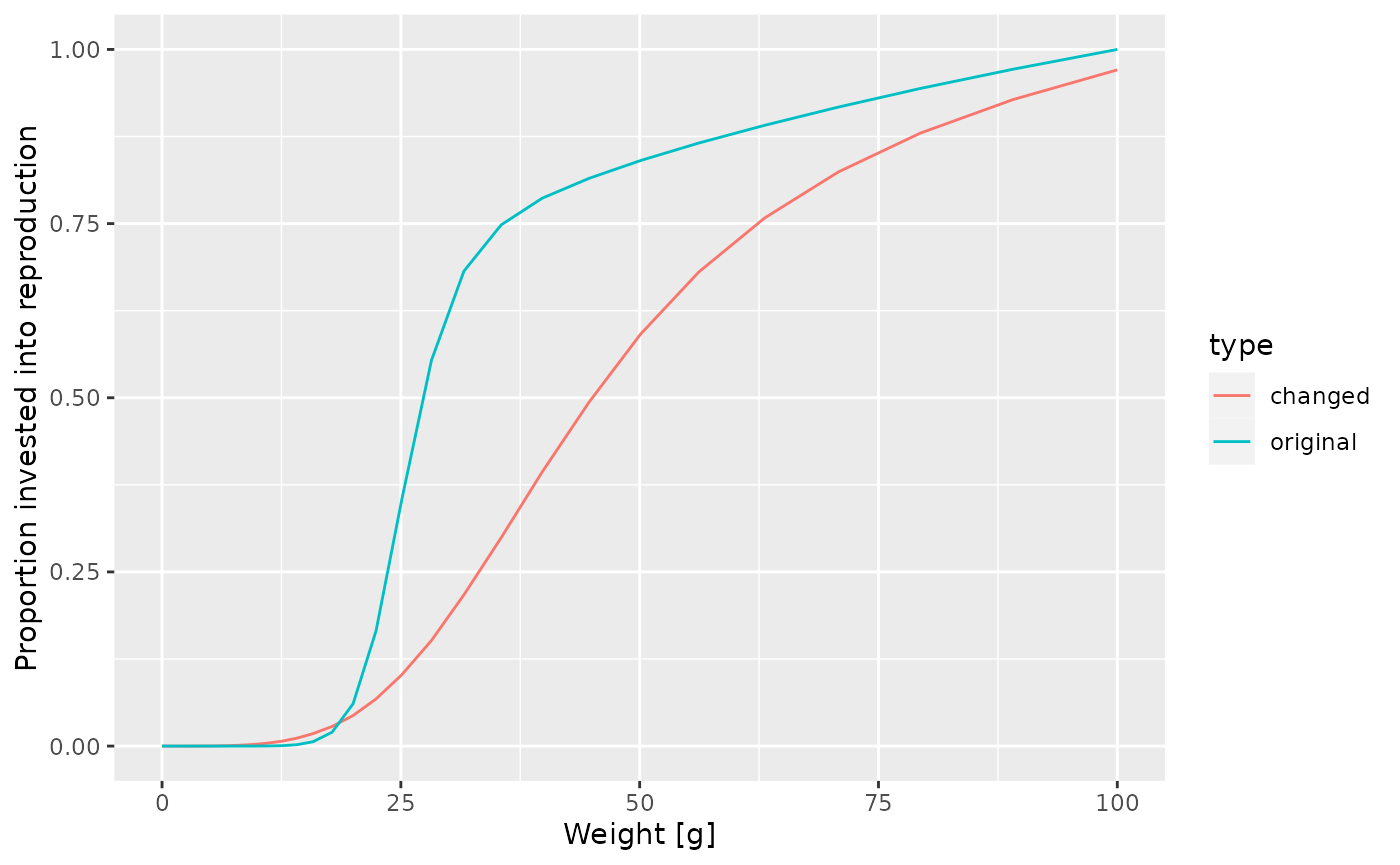 1.00
0.75
0.50
0.25
0.00
Proportion invested into reproduction
0 25 50 75 100
Weight [g]
type
changed
original